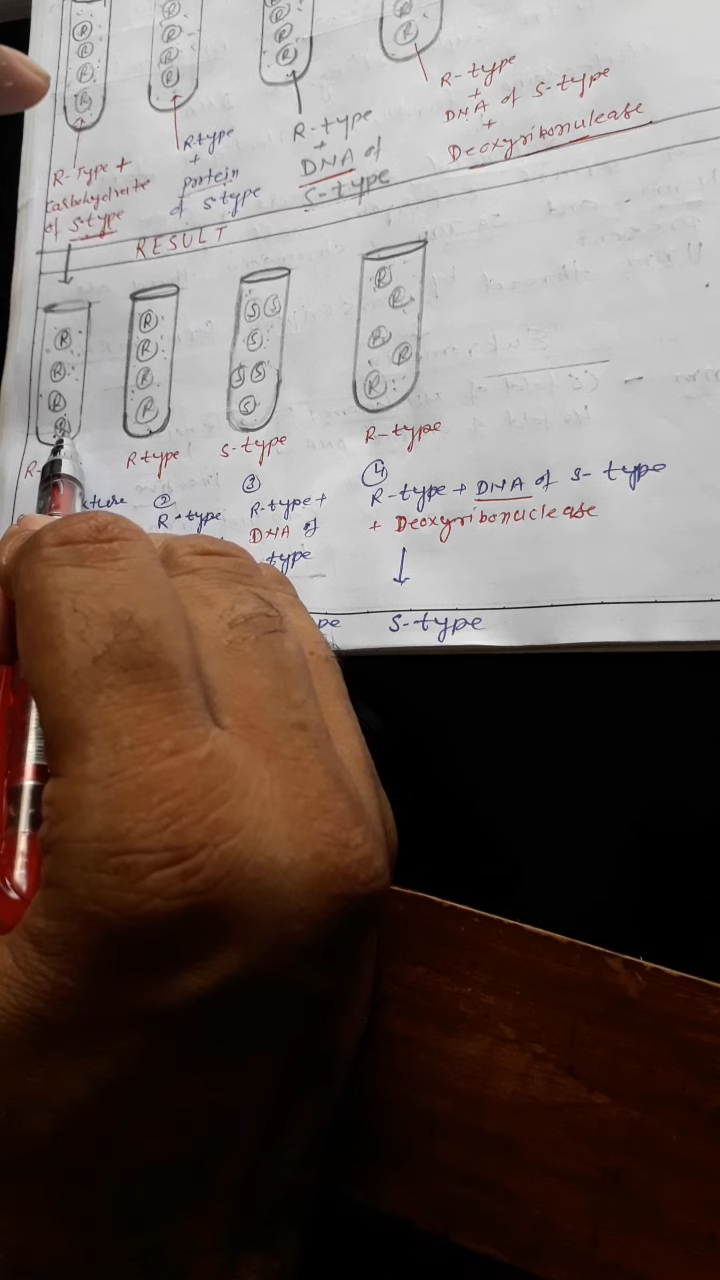 R R R R
R R R R
R R R
R R
R-Type +
Carbohydrate
of S-type
R-type
+
protein
of S-type
R-type
+
DNA of
S-type
R-type
+
DNA of S-type
+
Deoxyribonulease
RESULT
R R R R
R R R R
S S S S S S
R R R R R
R-
R-type
S-type
R-type
②
R-type
③
R-type +
DNA of
type
④
R-type + DNA of S-type
+ Deoxyribonuclease
↓
S-type